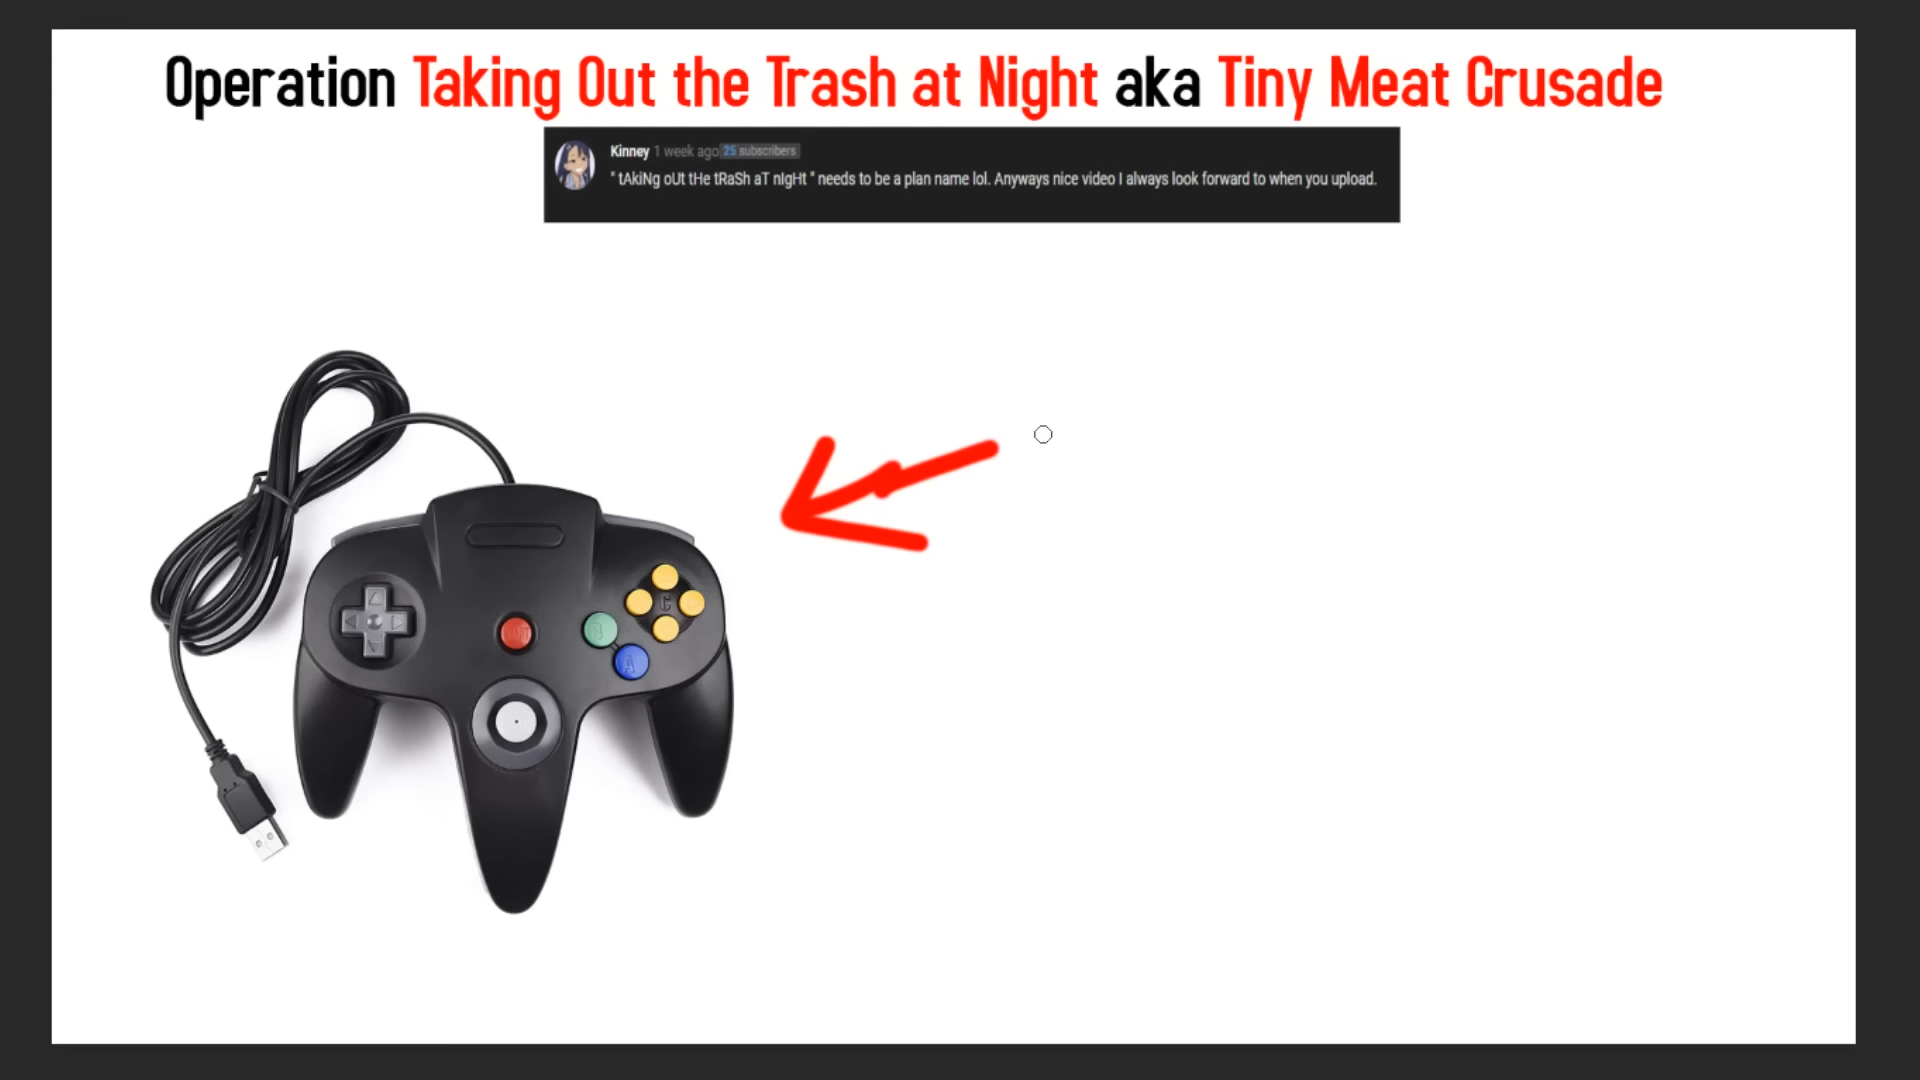 Operation Taking Out the Trash at Night aka Tiny Meat Crusade
Kinney 1 week ago 25 subscribers
" tAkiNg oUt tHe tRaSh aT nIgHt " needs to be a plan name lol. Anyways nice video I always look forward to when you upload.
C
A